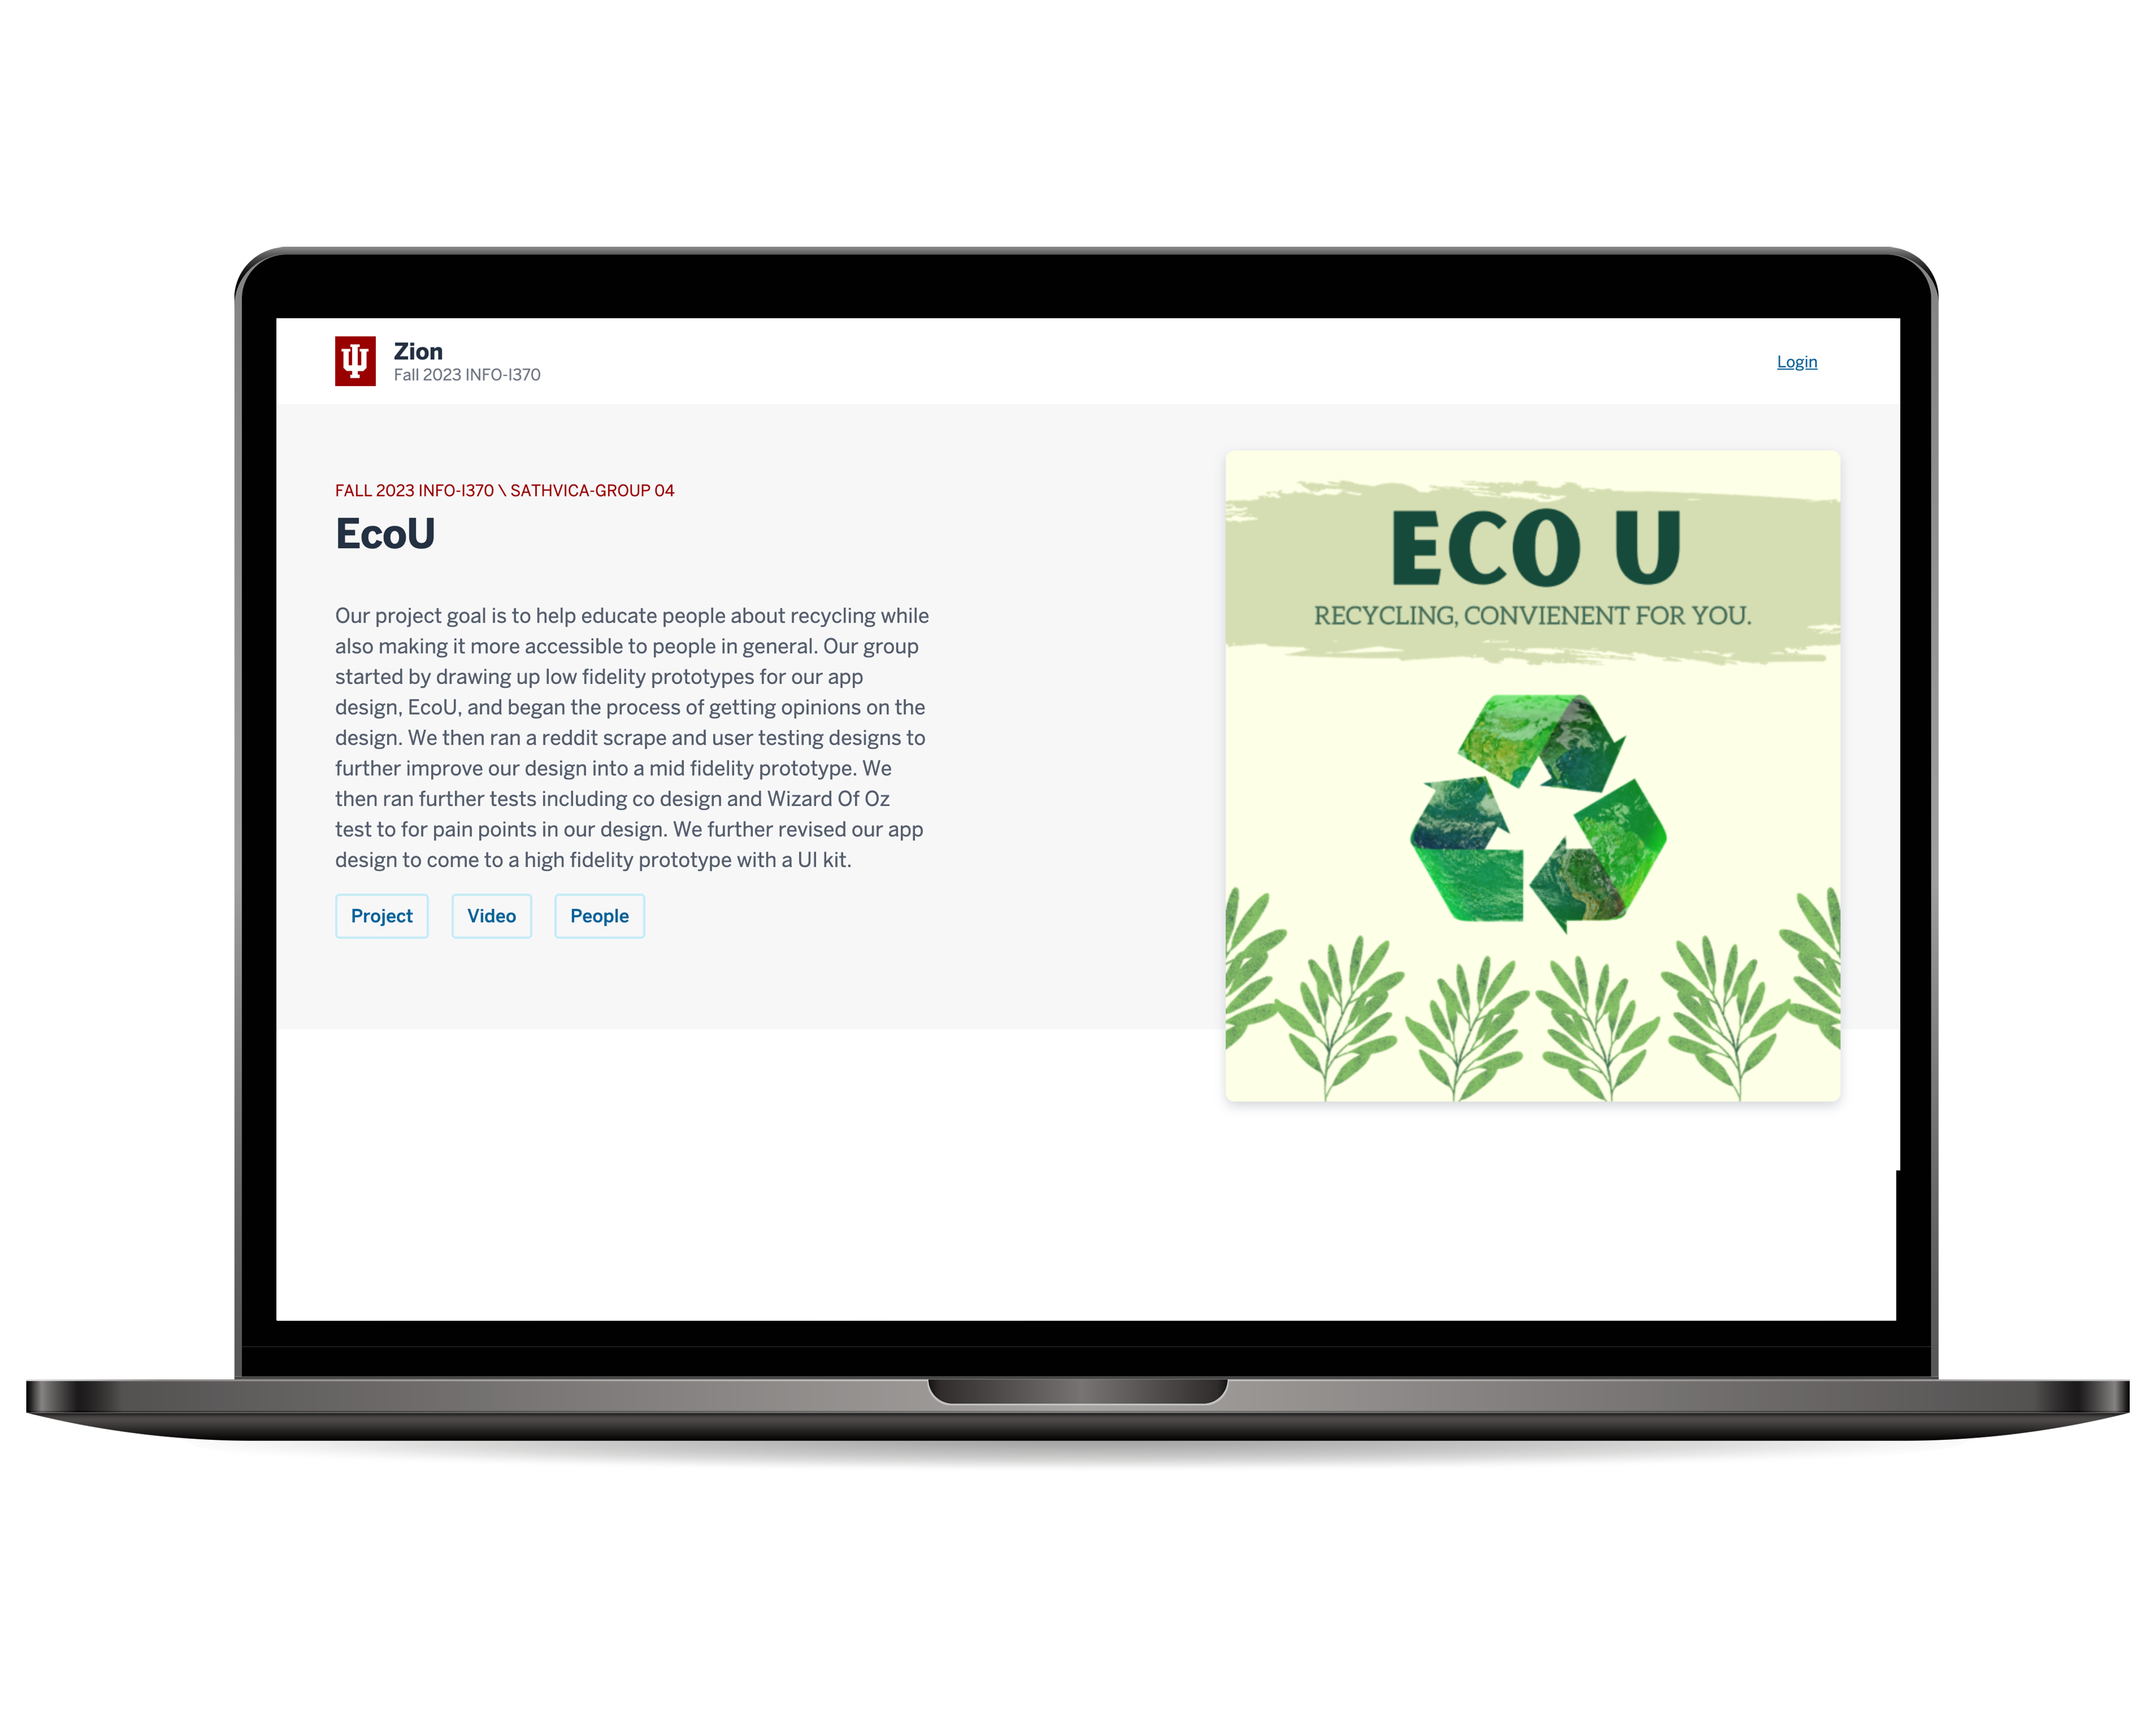 Zion
Fall 2023 INFO-I370
Login
FALL 2023 INFO-I370 \ SATHVICA-GROUP 04
EcoU
Our project goal is to help educate people about recycling while
also making it more accessible to people in general. Our group
started by drawing up low fidelity prototypes for our app
design, EcoU, and began the process of getting opinions on the
design. We then ran a reddit scrape and user testing designs to
further improve our design into a mid fidelity prototype. We
then ran further tests including co design and Wizard Of Oz
test to for pain points in our design. We further revised our app
design to come to a high fidelity prototype with a UI kit.
Project
Video
People
ECO U
RECYCLING, CONVIENENT FOR YOU.